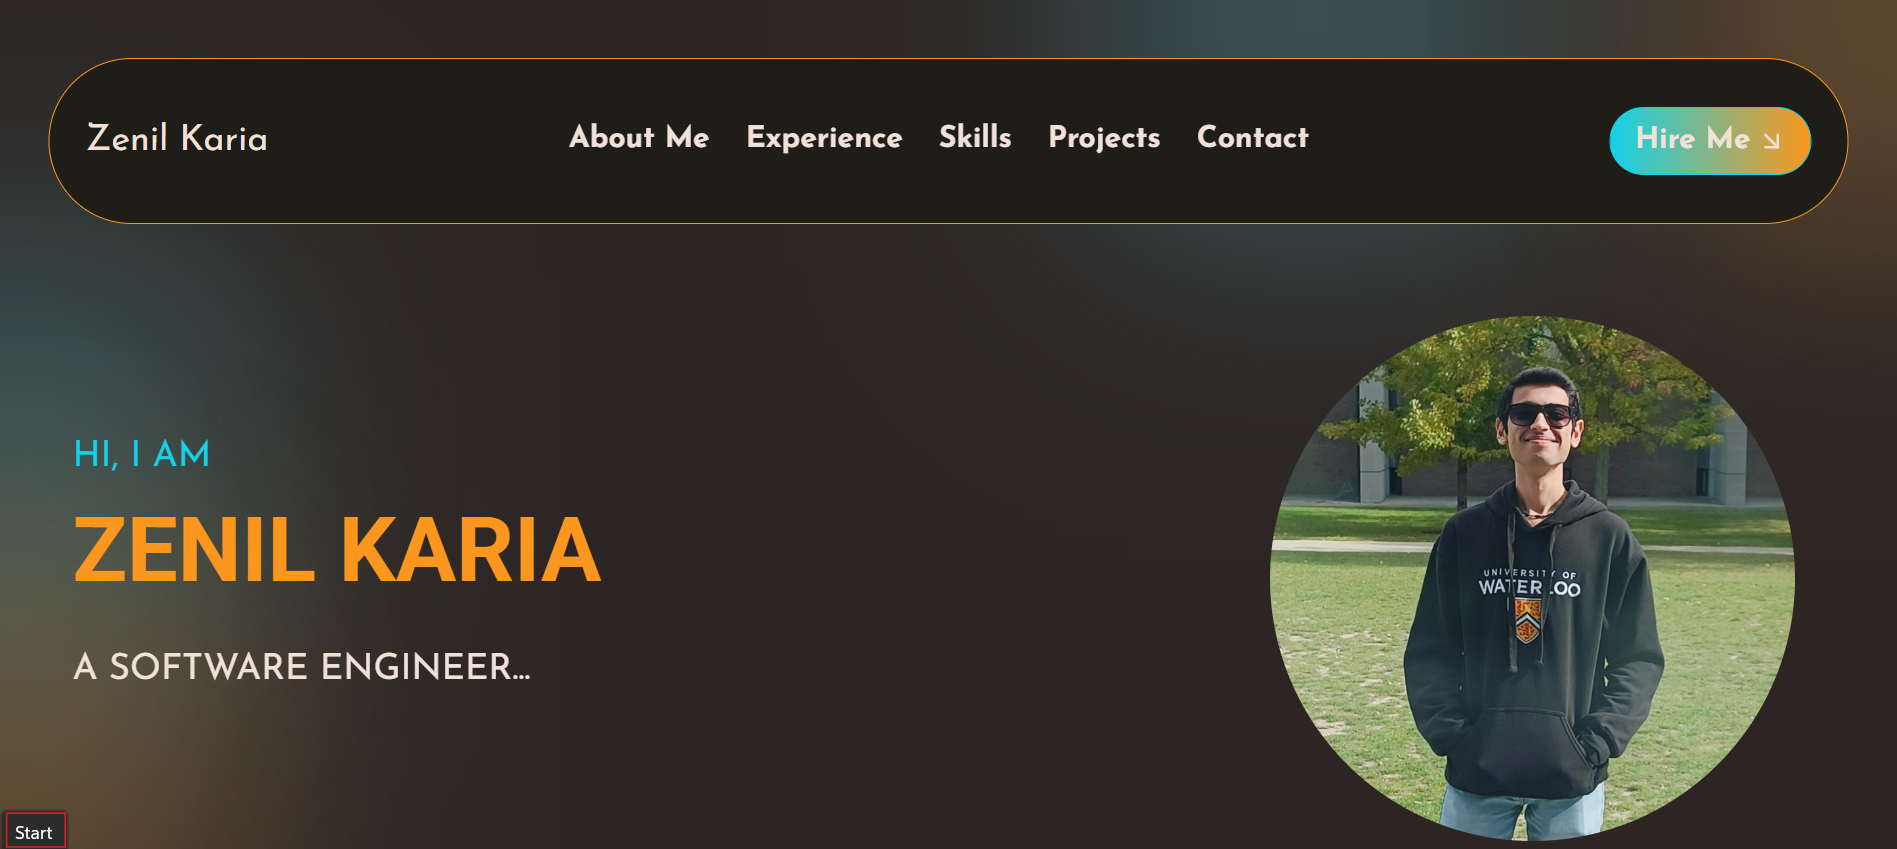 Zenil Karia
About Me Experience Skills Projects Contact
Hire Me
HI, I AM
ZENIL KARIA
A SOFTWARE ENGINEER...
UNIVERSITY OF
WATERLOO
Start